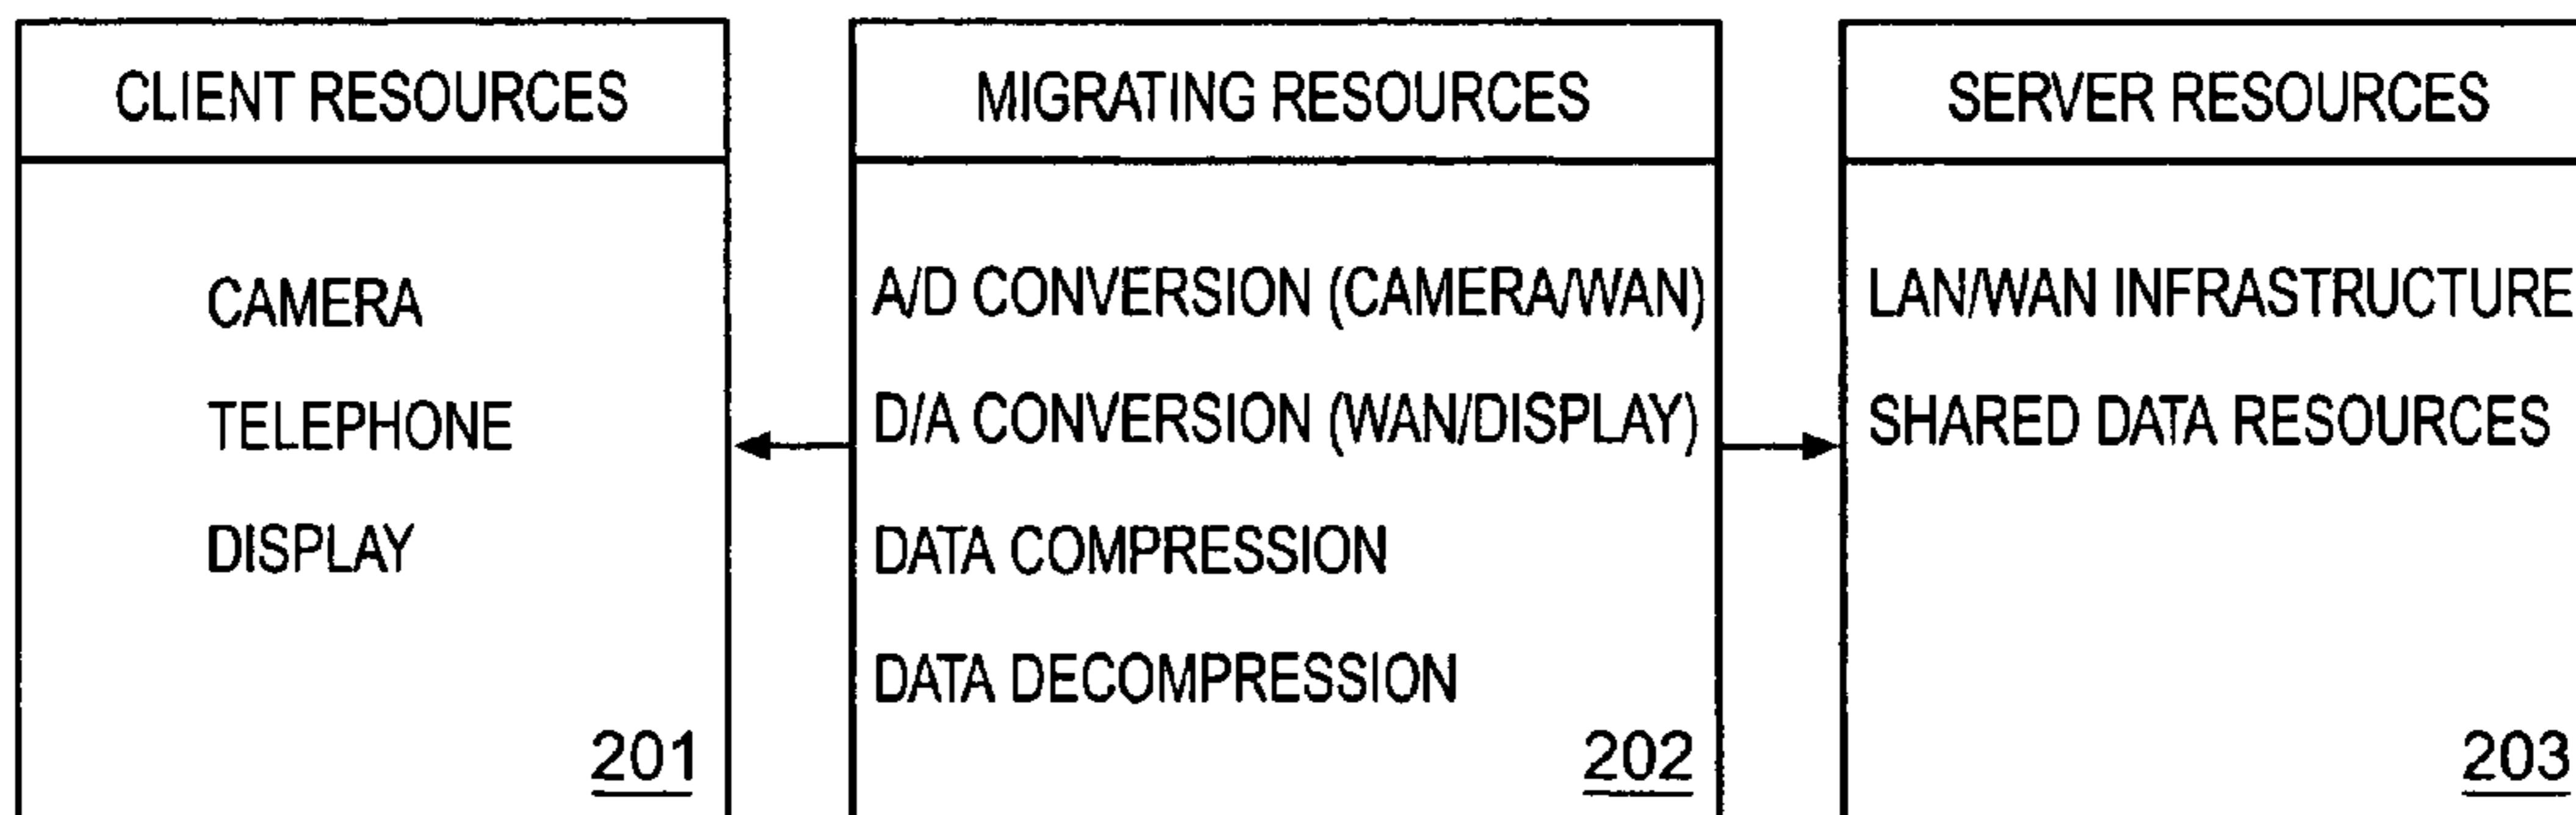 CLIENT RESOURCES
CAMERA
TELEPHONE
DISPLAY
201
MIGRATING RESOURCES
A/D CONVERSION (CAMERA/WAN)
D/A CONVERSION (WAN/DISPLAY)
DATA COMPRESSION
DATA DECOMPRESSION
202
SERVER RESOURCES
LAN/WAN INFRASTRUCTURE
SHARED DATA RESOURCES
203